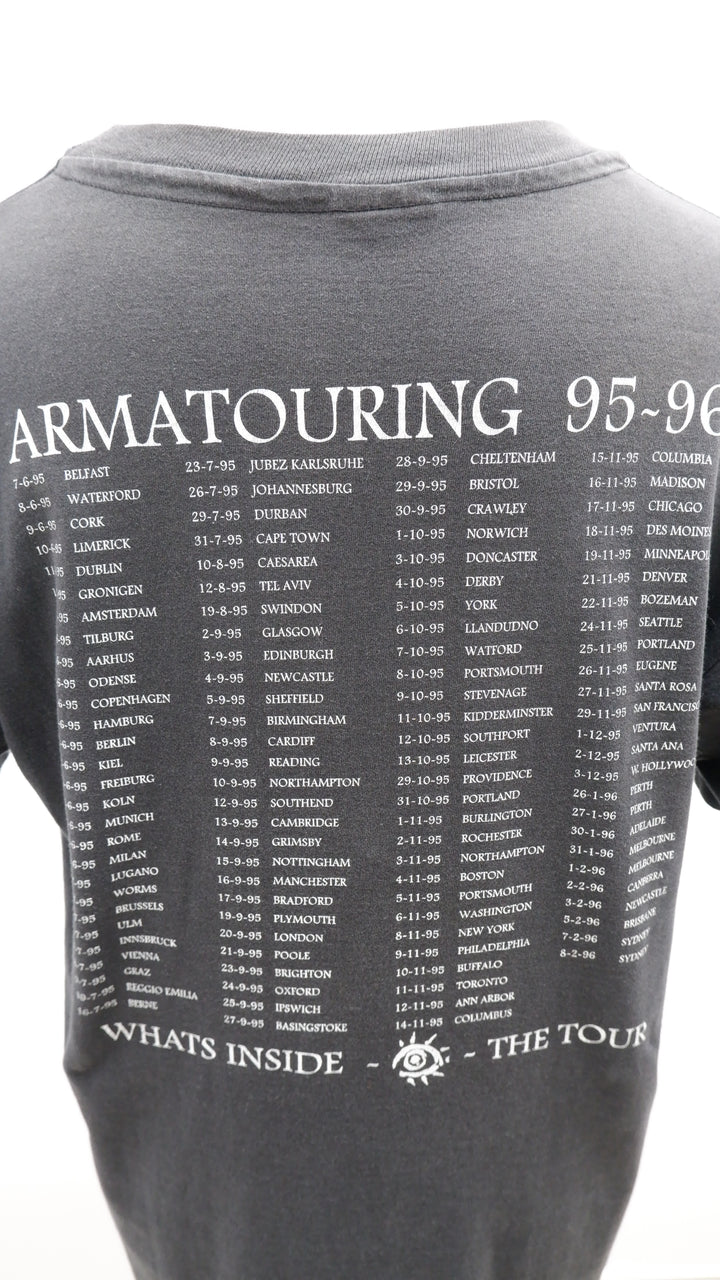 ARMATOURING 95~96
7-6-95 BELFAST
8-6-95 WATERFORD
9-6-95 CORK
10-6-95 LIMERICK
DUBLIN
GRONIGEN
AMSTERDAM
TILBURG
AARHUS
ODENSE
COPENHAGEN
HAMBURG
BERLIN
KIEL
FREIBURG
KOLN
MUNICH
ROME
MILAN
LUGANO
WORMS
BRUSSELS
ULM
INNSBRUCK
VIENNA
GRAZ
REGGIO EMILIA
BERNE
23-7-95 JUBEZ KARLSRUHE
26-7-95 JOHANNESBURG
29-7-95 DURBAN
31-7-95 CAPE TOWN
10-8-95 CAESAREA
12-8-95 TEL AVIV
19-8-95 SWINDON
2-9-95 GLASGOW
3-9-95 EDINBURGH
4-9-95 NEWCASTLE
5-9-95 SHEFFIELD
7-9-95 BIRMINGHAM
8-9-95 CARDIFF
9-9-95 READING
10-9-95 NORTHAMPTON
12-9-95 SOUTHEND
13-9-95 CAMBRIDGE
14-9-95 GRIMSBY
15-9-95 NOTTINGHAM
16-9-95 MANCHESTER
17-9-95 BRADFORD
19-9-95 PLYMOUTH
20-9-95 LONDON
21-9-95 POOLE
23-9-95 BRIGHTON
24-9-95 OXFORD
25-9-95 IPSWICH
27-9-95 BASINGSTOKE
28-9-95 CHELTENHAM
29-9-95 BRISTOL
30-9-95 CRAWLEY
1-10-95 NORWICH
3-10-95 DONCASTER
4-10-95 DERBY
5-10-95 YORK
6-10-95 LLANDUDNO
7-10-95 WATFORD
8-10-95 PORTSMOUTH
9-10-95 STEVENAGE
11-10-95 KIDDERMINSTER
12-10-95 SOUTHPORT
13-10-95 LEICESTER
29-10-95 PROVIDENCE
31-10-95 PORTLAND
1-11-95 BURLINGTON
2-11-95 ROCHESTER
3-11-95 NORTHAMPTON
4-11-95 BOSTON
5-11-95 PORTSMOUTH
6-11-95 WASHINGTON
8-11-95 NEW YORK
9-11-95 PHILADELPHIA
10-11-95 BUFFALO
11-11-95 TORONTO
12-11-95 ANN ARBOR
14-11-95 COLUMBUS
15-11-95 COLUMBIA
16-11-95 MADISON
17-11-95 CHICAGO
18-11-95 DES MOINE
19-11-95 MINNEAPOL
21-11-95 DENVER
22-11-95 BOZEMAN
24-11-95 SEATTLE
25-11-95 PORTLAND
26-11-95 EUGENE
27-11-95 SANTA ROSA
29-11-95 SAN FRANCISC
1-12-95 VENTURA
2-12-95 SANTA ANA
3-12-95 W. HOLLYWOO
26-1-96 PERTH
27-1-96 PERTH
30-1-96 ADELAIDE
31-1-96 MELBOURNE
1-2-96 MELBOURNE
2-2-96 CANBERRA
3-2-96 NEWCASTLE
5-2-96 BRISBANE
7-2-96 SYDNEY
8-2-96 SYDNEY
WHATS INSIDE ~ ~ THE TOUR